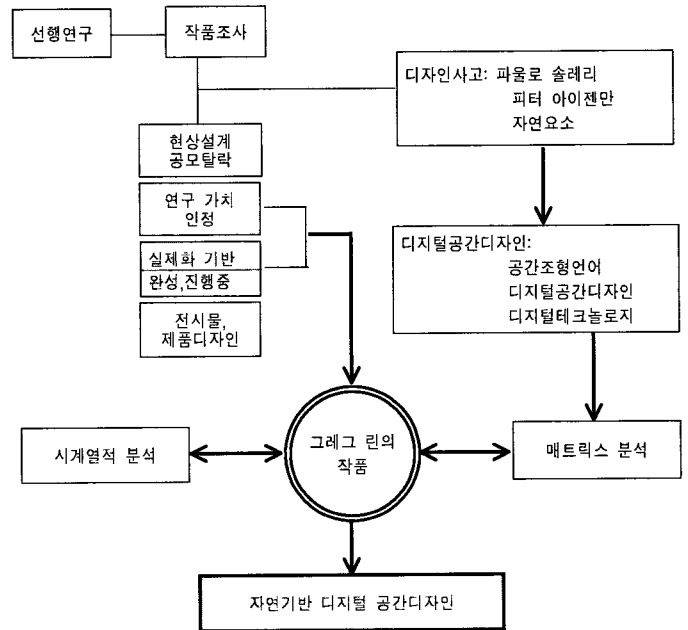 선행연구
작품조사
디자인사고: 파울로 솔레리
피터 아이젠만
자연요소
현상설계
공모탈락
연구 가치
인정
실제화 기반
완성,진행중
전시물,
제품디자인
디지털공간디자인:
공간조형언어
디지털공간디자인
디지털테크놀로지
시계열적 분석
그레그 린의
작품
매트릭스 분석
자연기반 디지털 공간디자인